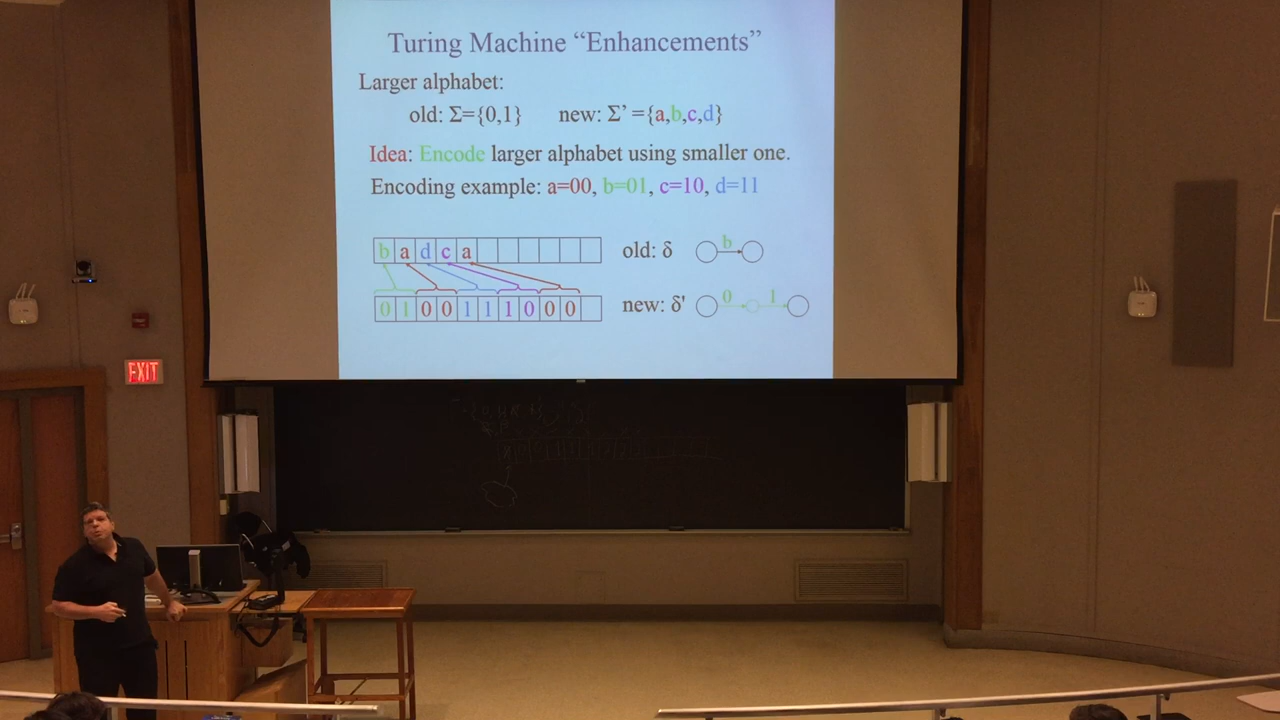 Turing Machine “Enhancements”
Larger alphabet:
old: Σ={0,1} new: Σ’ ={a,b,c,d}
Idea: Encode larger alphabet using smaller one.
Encoding example: a=00, b=01, c=10, d=11
b a d c a old: δ b
0 1 0 0 1 1 1 0 0 0 new: δ' 0 1
EXIT